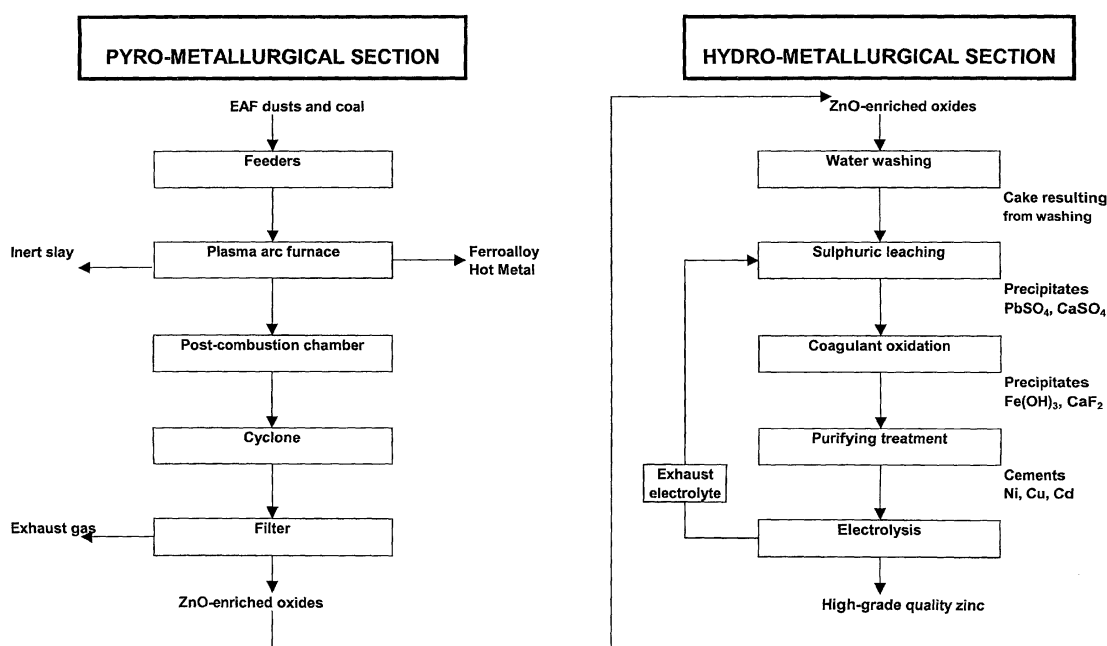 PYRO-METALLURGICAL SECTION
EAF dusts and coal
Feeders
Inert slay
Plasma arc furnace
Ferroalloy
Hot Metal
Post-combustion chamber
Cyclone
Exhaust gas
Filter
ZnO-enriched oxides
HYDRO-METALLURGICAL SECTION
ZnO-enriched oxides
Water washing
Cake resulting
from washing
Sulphuric leaching
Precipitates
PbSO₄, CaSO₄
Coagulant oxidation
Precipitates
Fe(OH)₃, CaF₂
Purifying treatment
Cements
Ni, Cu, Cd
Exhaust
electrolyte
Electrolysis
High-grade quality zinc